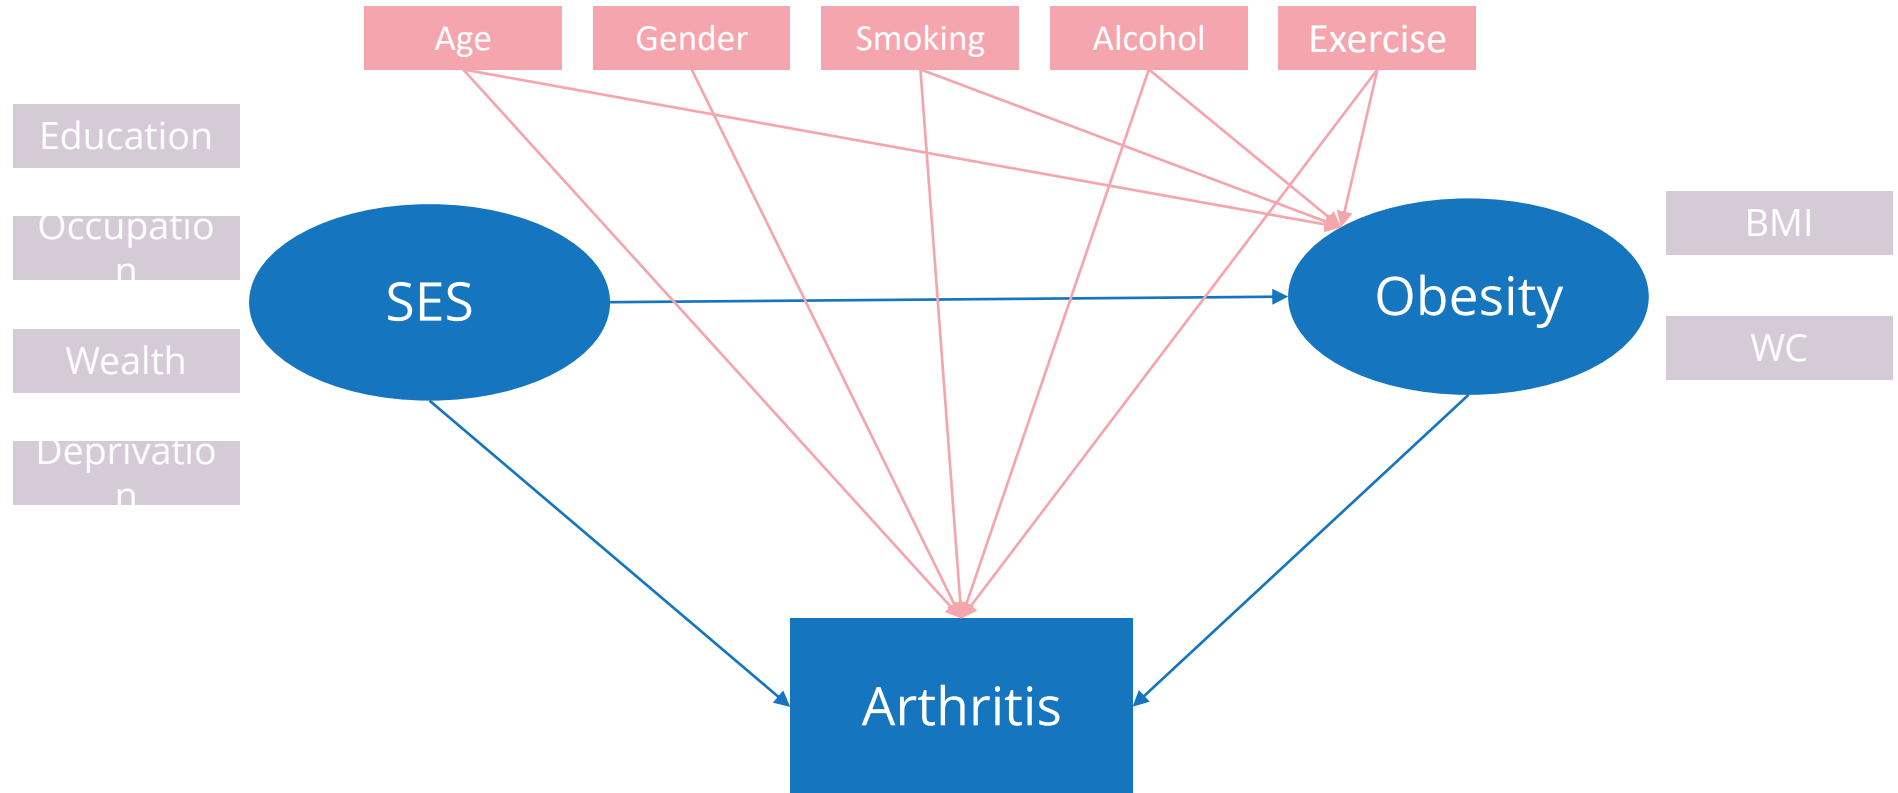 Age
Gender
Smoking
Alcohol
Exercise
Education
Occupatio
n
Wealth
Deprivatio
n
SES
Obesity
BMI
WC
Arthritis